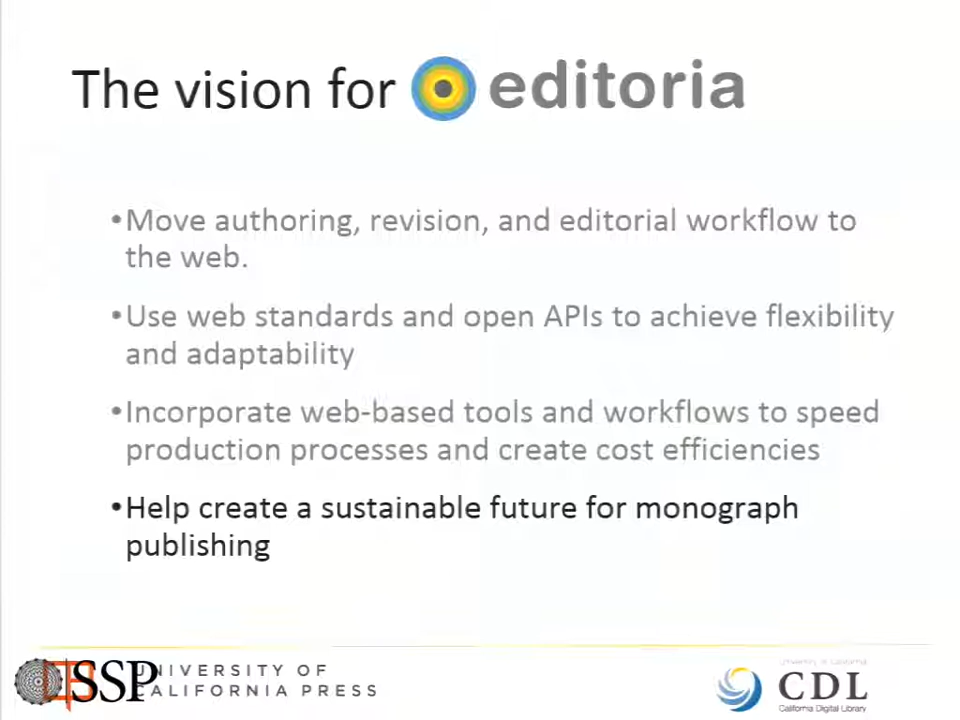 The vision for editoria
•Move authoring, revision, and editorial workflow to
the web.
•Use web standards and open APIs to achieve flexibility
and adaptability
•Incorporate web-based tools and workflows to speed
production processes and create cost efficiencies
•Help create a sustainable future for monograph
publishing
SSP
UNIVERSITY OF
CALIFORNIA PRESS
University of California
CDL
California Digital Library